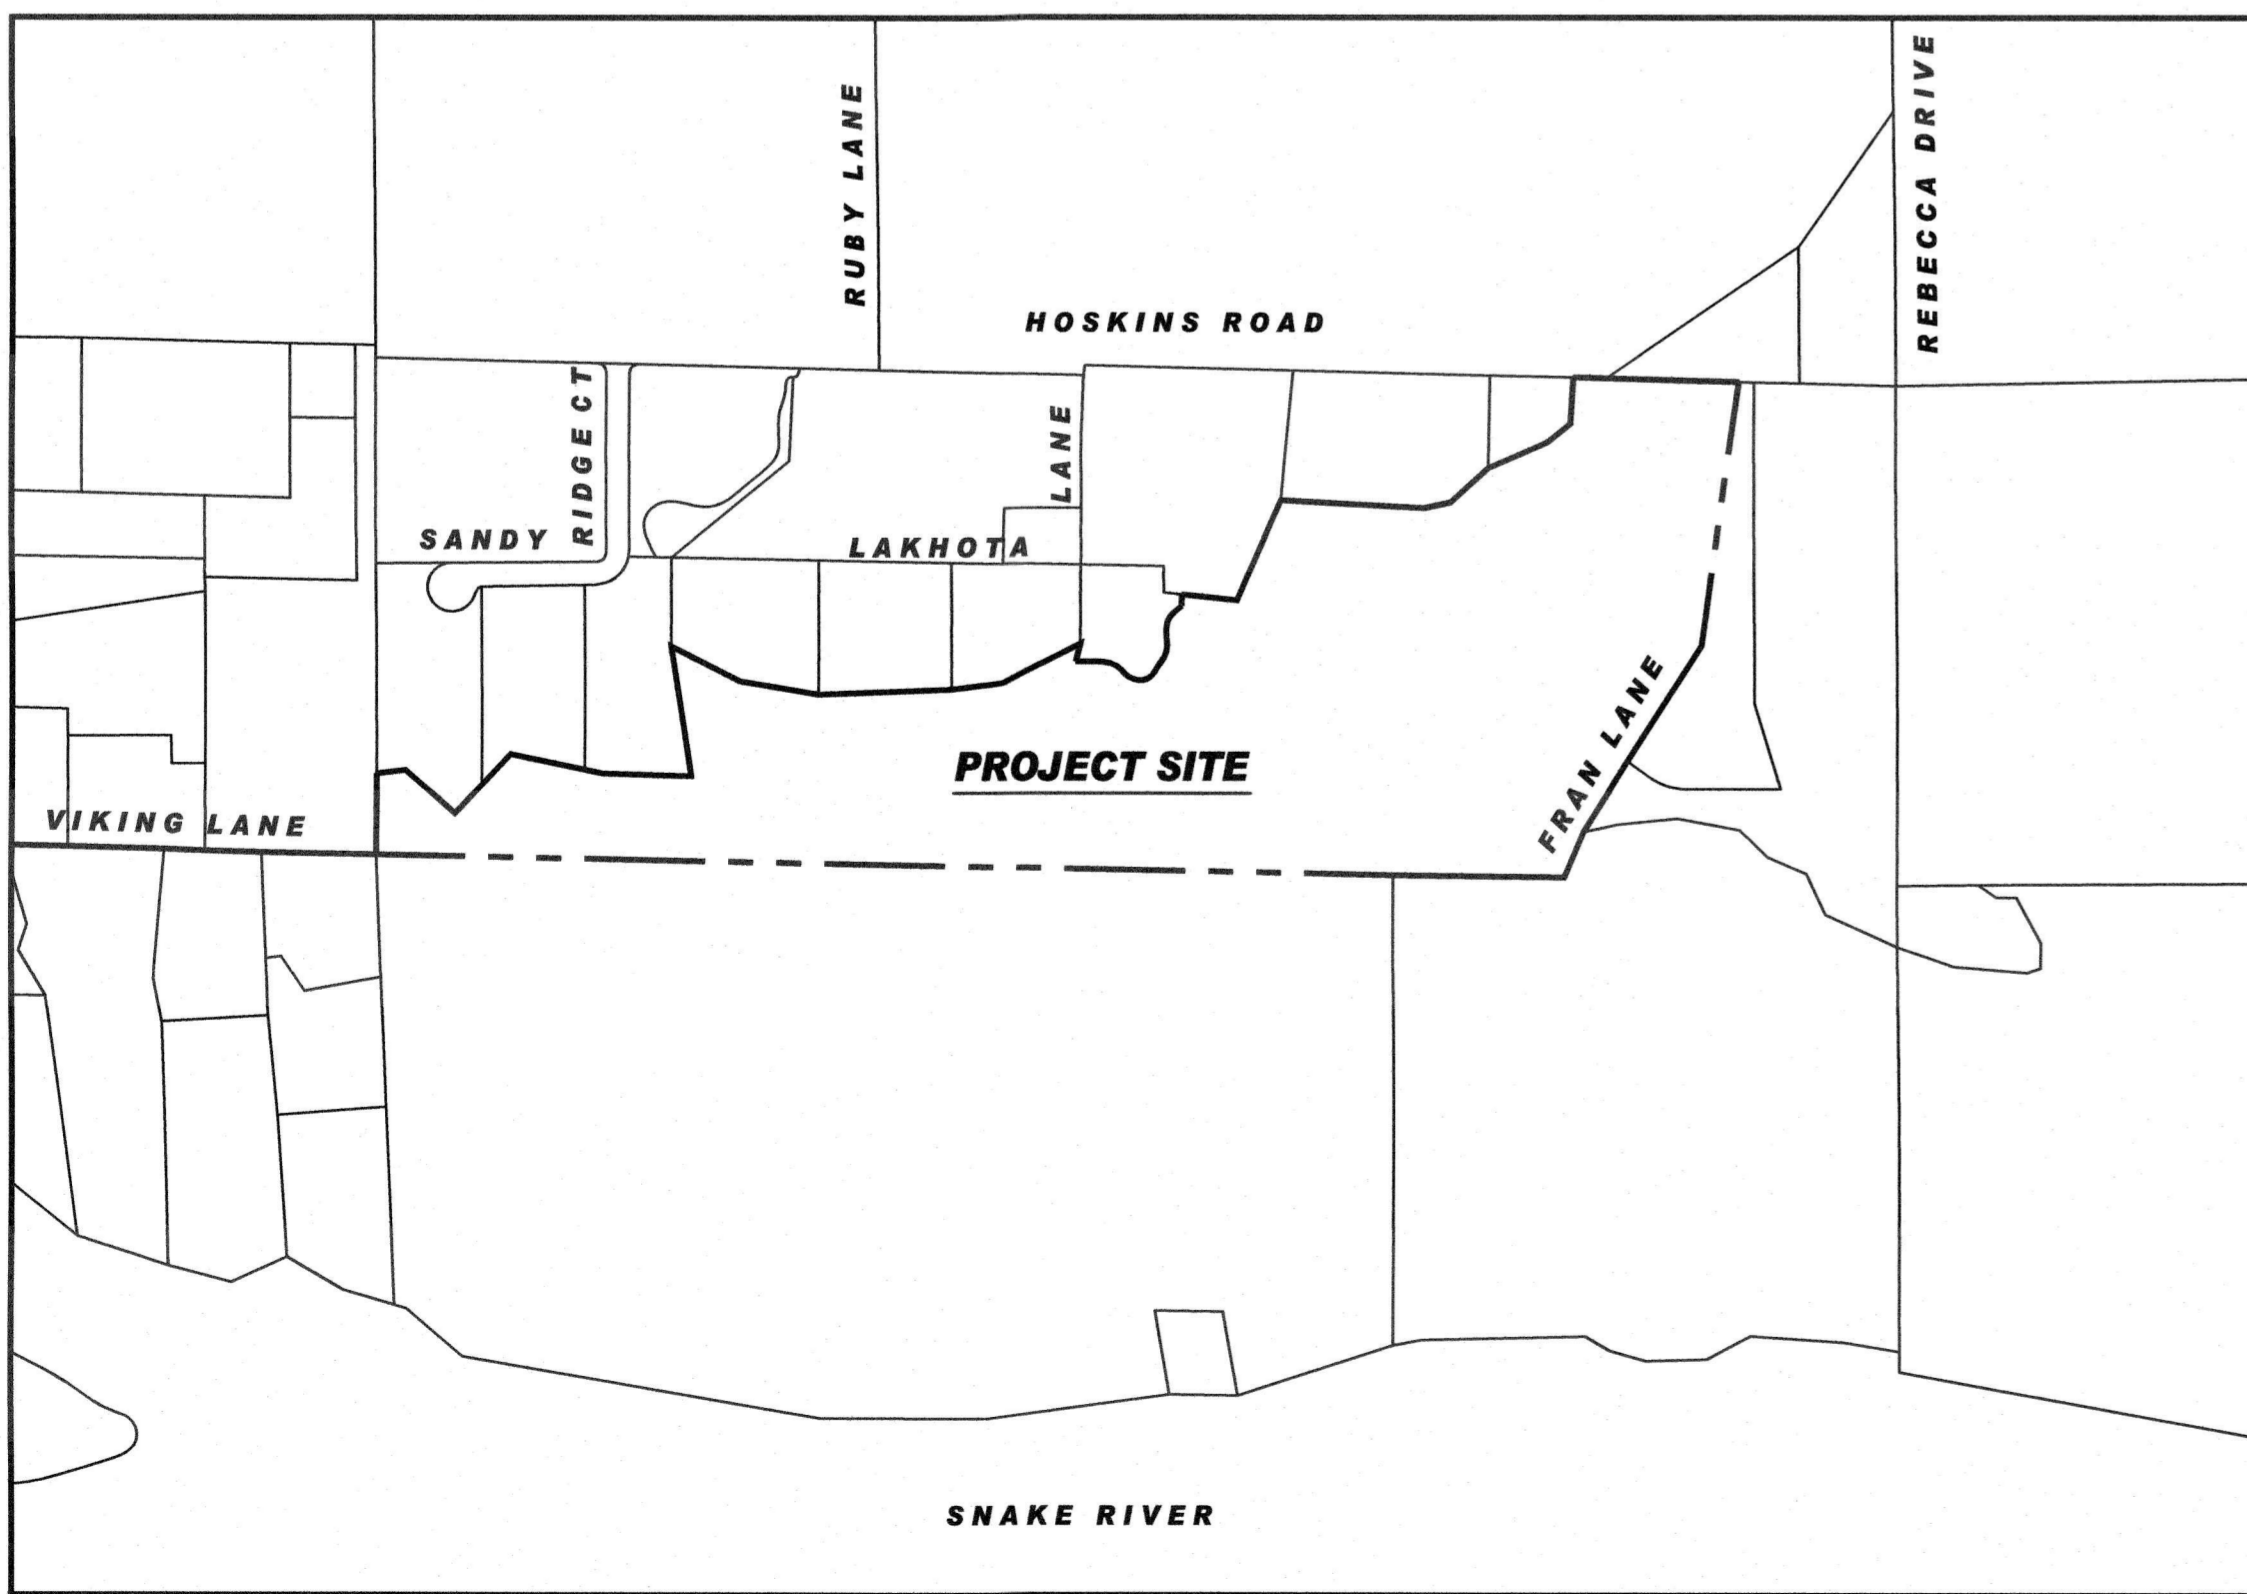 REBECCA DRIVE
RUBY LANE
HOSKINS ROAD
RIDGE CT
SANDY
LANE
LAKHOTA
PROJECT SITE
FRAN LANE
VIKING LANE
SNAKE RIVER